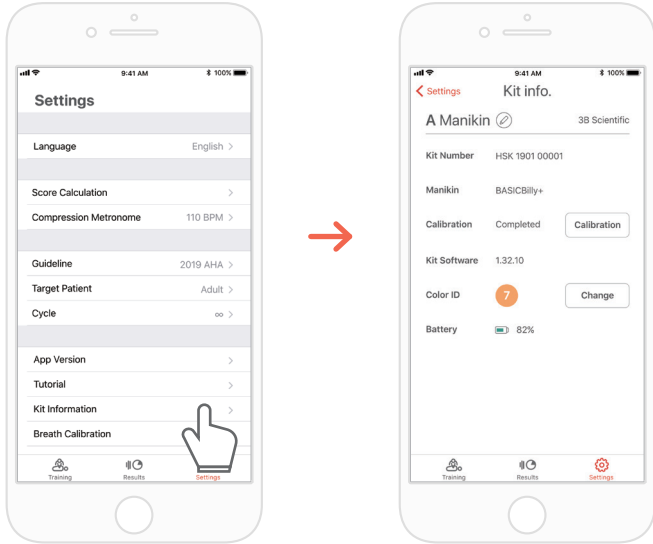 9:41 AM
100%
Settings
Language English
Score Calculation
Compression Metronome 110 BPM
Guideline 2019 AHA
Target Patient Adult
Cycle ∞
App Version
Tutorial
Kit Information
Breath Calibration
Training Results Settings
9:41 AM
100%
Settings Kit info.
A Manikin 3B Scientific
Kit Number HSK 1901 00001
Manikin BASICBilly+
Calibration Completed Calibration
Kit Software 1.32.10
Color ID 7 Change
Battery 82%
Training Results Settings